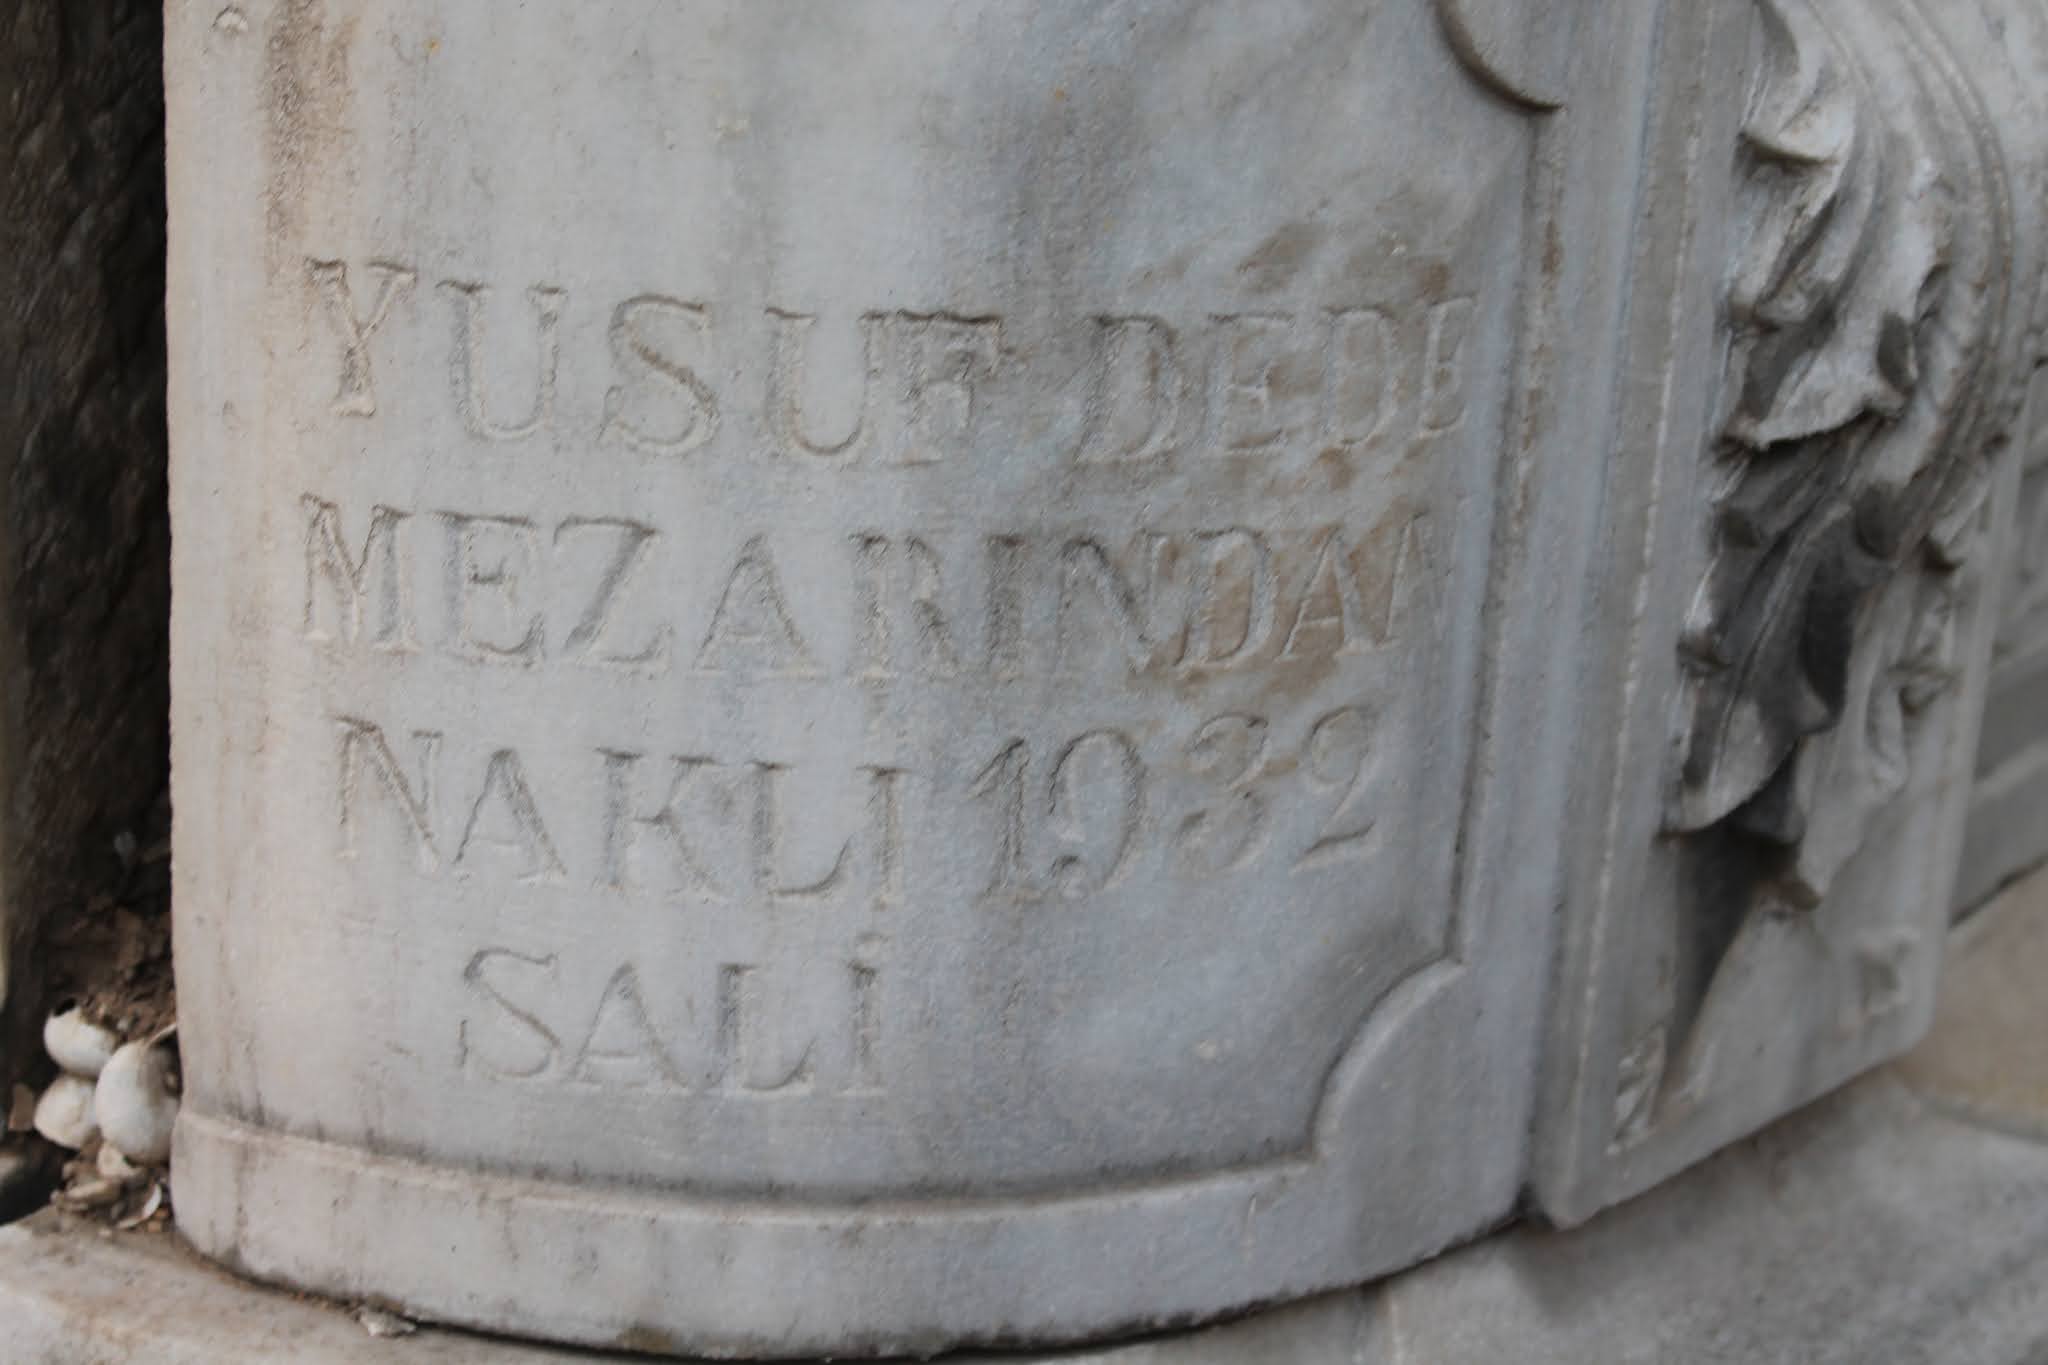 YUSUF DEDE
MEZARINDAN
NAKLI 1932
SALİ